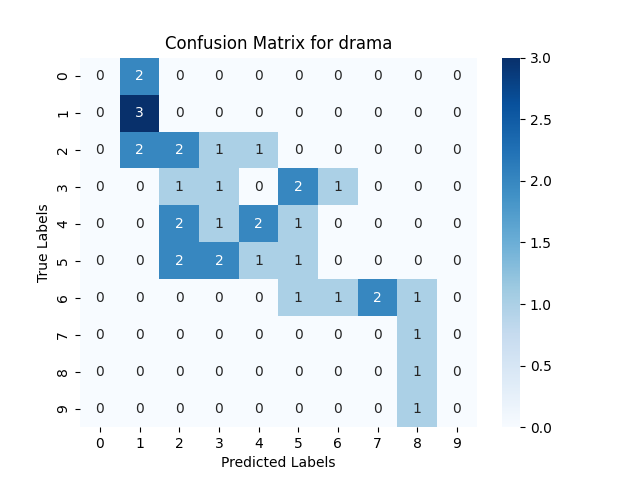 Confusion Matrix for drama
0 0 2 0 0 0 0 0 0 0 0
1 0 3 0 0 0 0 0 0 0 0
2 0 2 2 1 1 0 0 0 0 0
3 0 0 1 1 0 2 1 0 0 0
4 0 0 2 1 2 1 0 0 0 0
5 0 0 2 2 1 1 0 0 0 0
6 0 0 0 0 0 1 1 2 1 0
7 0 0 0 0 0 0 0 0 1 0
8 0 0 0 0 0 0 0 0 1 0
9 0 0 0 0 0 0 0 0 1 0
0 1 2 3 4 5 6 7 8 9
Predicted Labels
True Labels
3.0
2.5
2.0
1.5
1.0
0.5
0.0